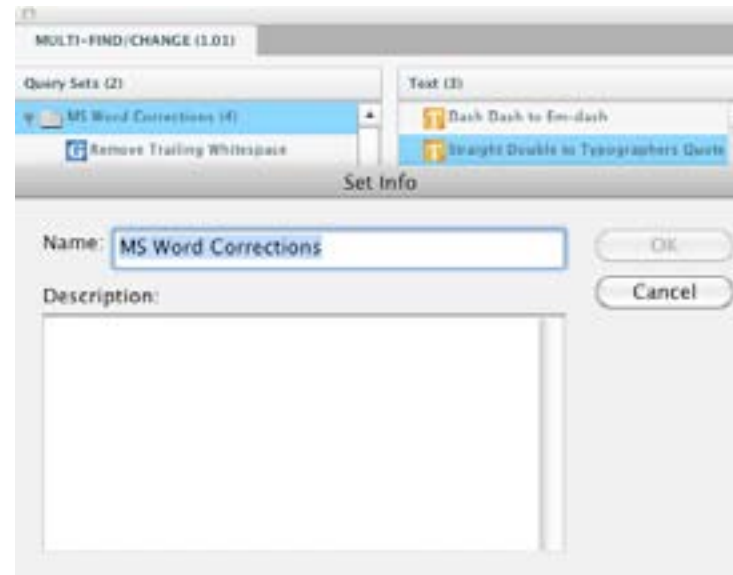 MULTI-FIND/CHANGE (1.01)
Query Sets (2)
Text (3)
MS Word Corrections (4)
Dash Dash to Em-dash
Remove Trailing Whitespace
Straight Double to Typographers Quote
Set Info
Name: MS Word Corrections
OK
Description:
Cancel